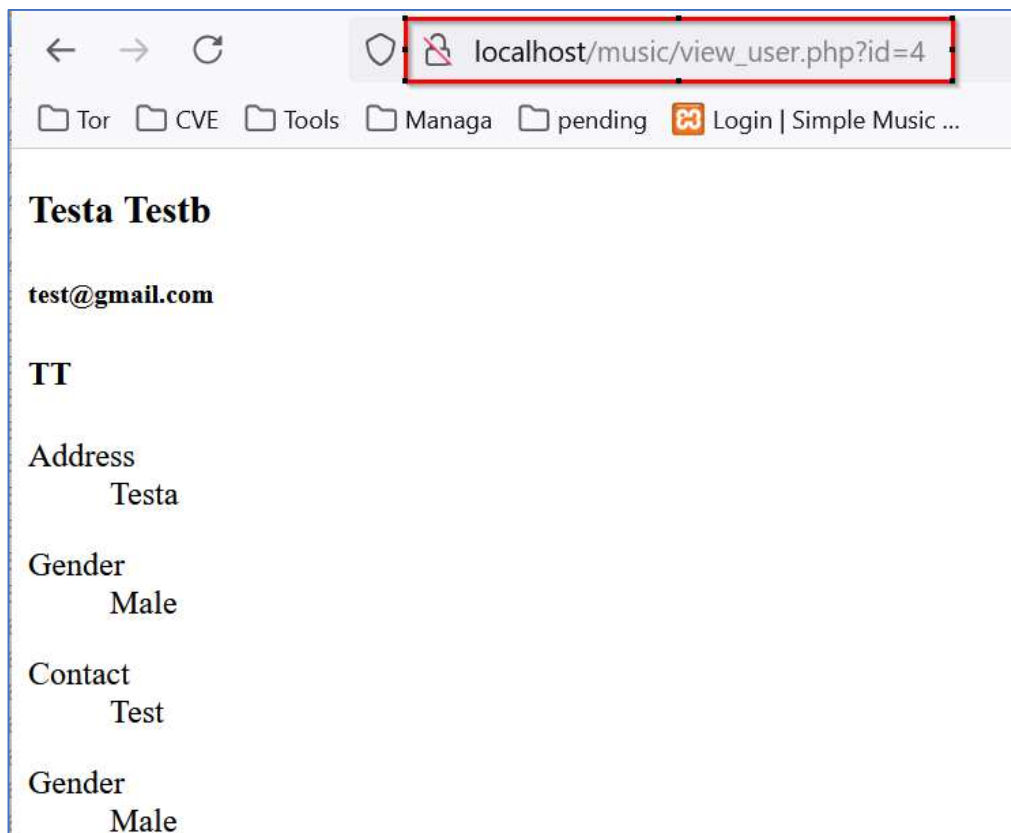 localhost/music/view_user.php?id=4
Tor CVE Tools Managa pending Login | Simple Music ...
Testa Testb
test@gmail.com
TT
Address
Testa
Gender
Male
Contact
Test
Gender
Male